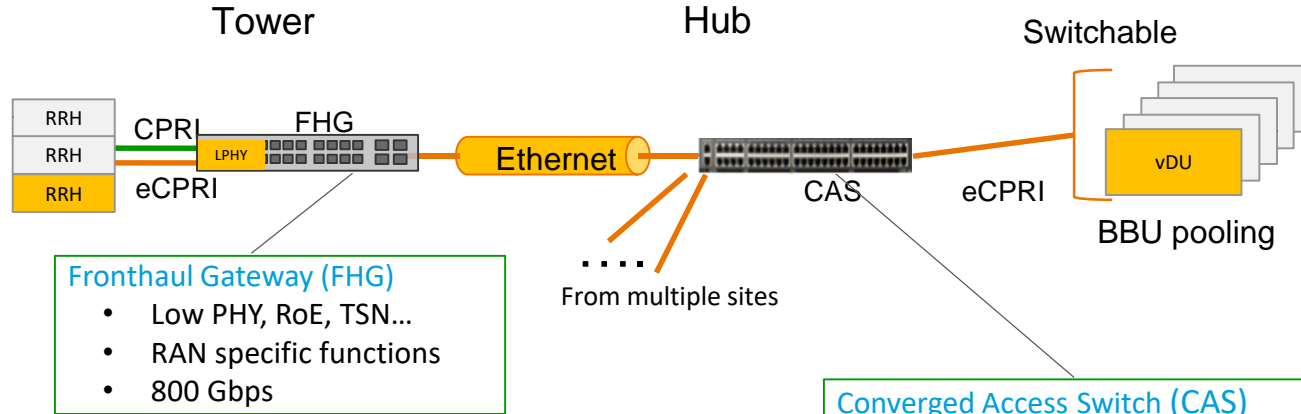 Tower
Hub
Switchable
RRH
RRH
RRH
CPRI
eCPRI
FHG
LPHY
Ethernet
CAS
eCPRI
vDU
BBU pooling
....
From multiple sites
Fronthaul Gateway (FHG)
• Low PHY, RoE, TSN...
• RAN specific functions
• 800 Gbps
Converged Access Switch (CAS)